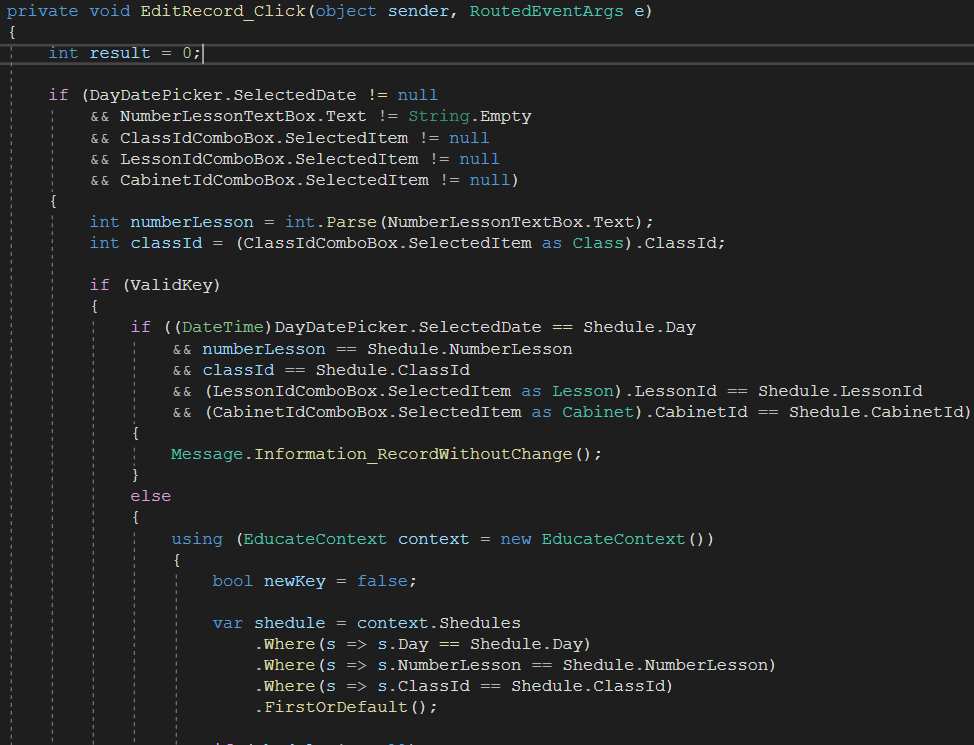 private void EditRecord_Click(object sender, RoutedEventArgs e)
{
int result = 0;
if (DayDatePicker.SelectedDate != null
&& NumberLessonTextBox.Text != String.Empty
&& ClassIdComboBox.SelectedItem != null
&& LessonIdComboBox.SelectedItem != null
&& CabinetIdComboBox.SelectedItem != null)
{
int numberLesson = int.Parse(NumberLessonTextBox.Text);
int classId = (ClassIdComboBox.SelectedItem as Class).ClassId;
if (ValidKey)
{
if ((DateTime)DayDatePicker.SelectedDate == Shedule.Day
&& numberLesson == Shedule.NumberLesson
&& classId == Shedule.ClassId
&& (LessonIdComboBox.SelectedItem as Lesson).LessonId == Shedule.LessonId
&& (CabinetIdComboBox.SelectedItem as Cabinet).CabinetId == Shedule.CabinetId)
{
Message.Information_RecordWithoutChange();
}
else
{
using (EducateContext context = new EducateContext())
{
bool newKey = false;
var shedule = context.Shedules
.Where(s => s.Day == Shedule.Day)
.Where(s => s.NumberLesson == Shedule.NumberLesson)
.Where(s => s.ClassId == Shedule.ClassId)
.FirstOrDefault();